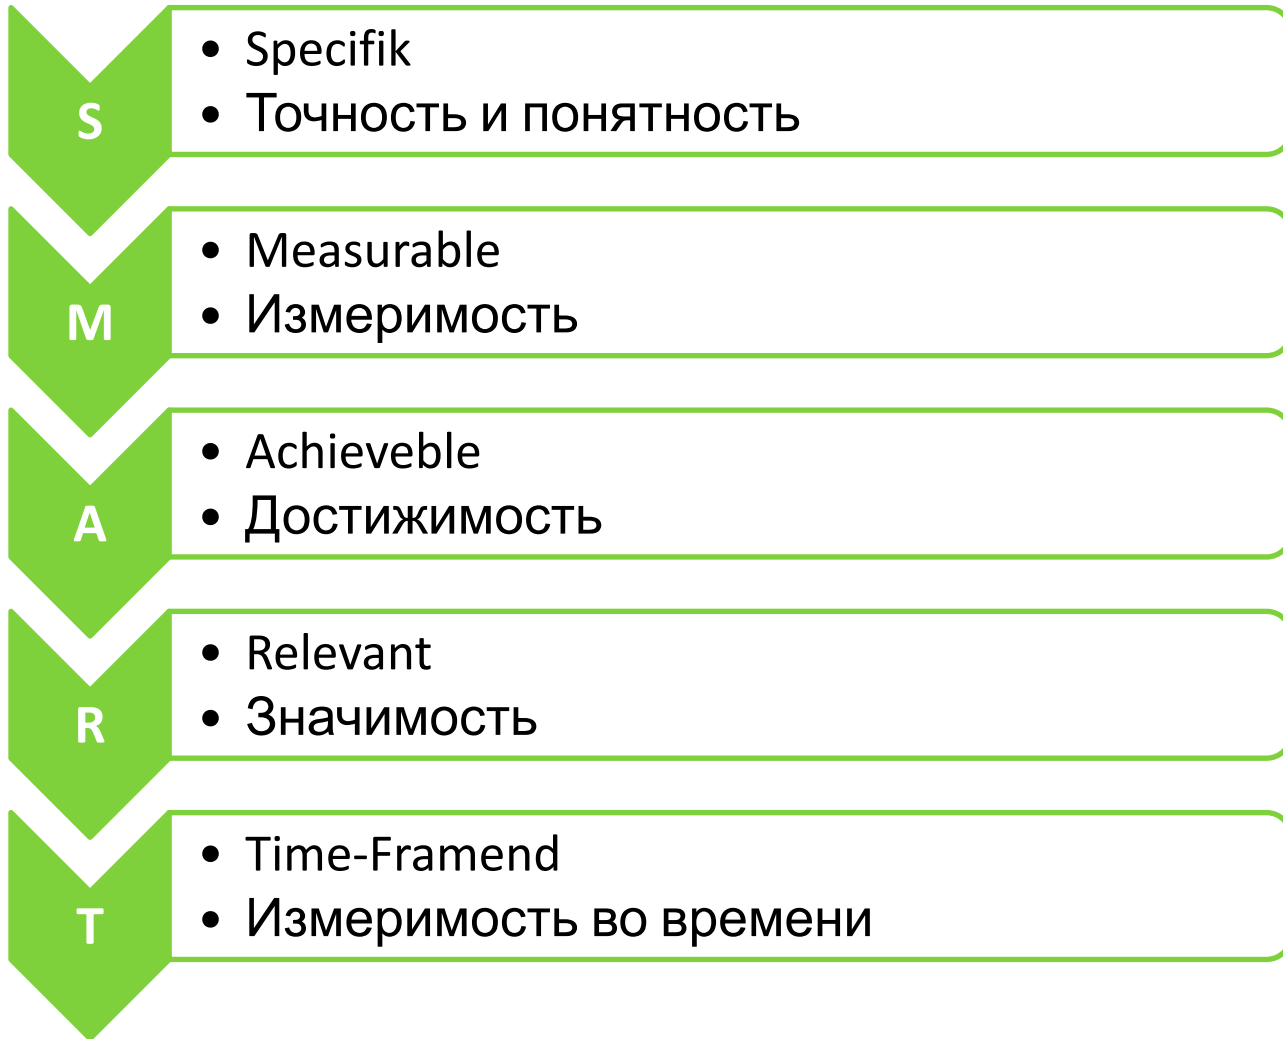 S
Specifik
Точность и понятность
M
Measurable
Измеримость
A
Achieveble
Достижимость
R
Relevant
Значимость
T
Time-Framend
Измеримость во времени